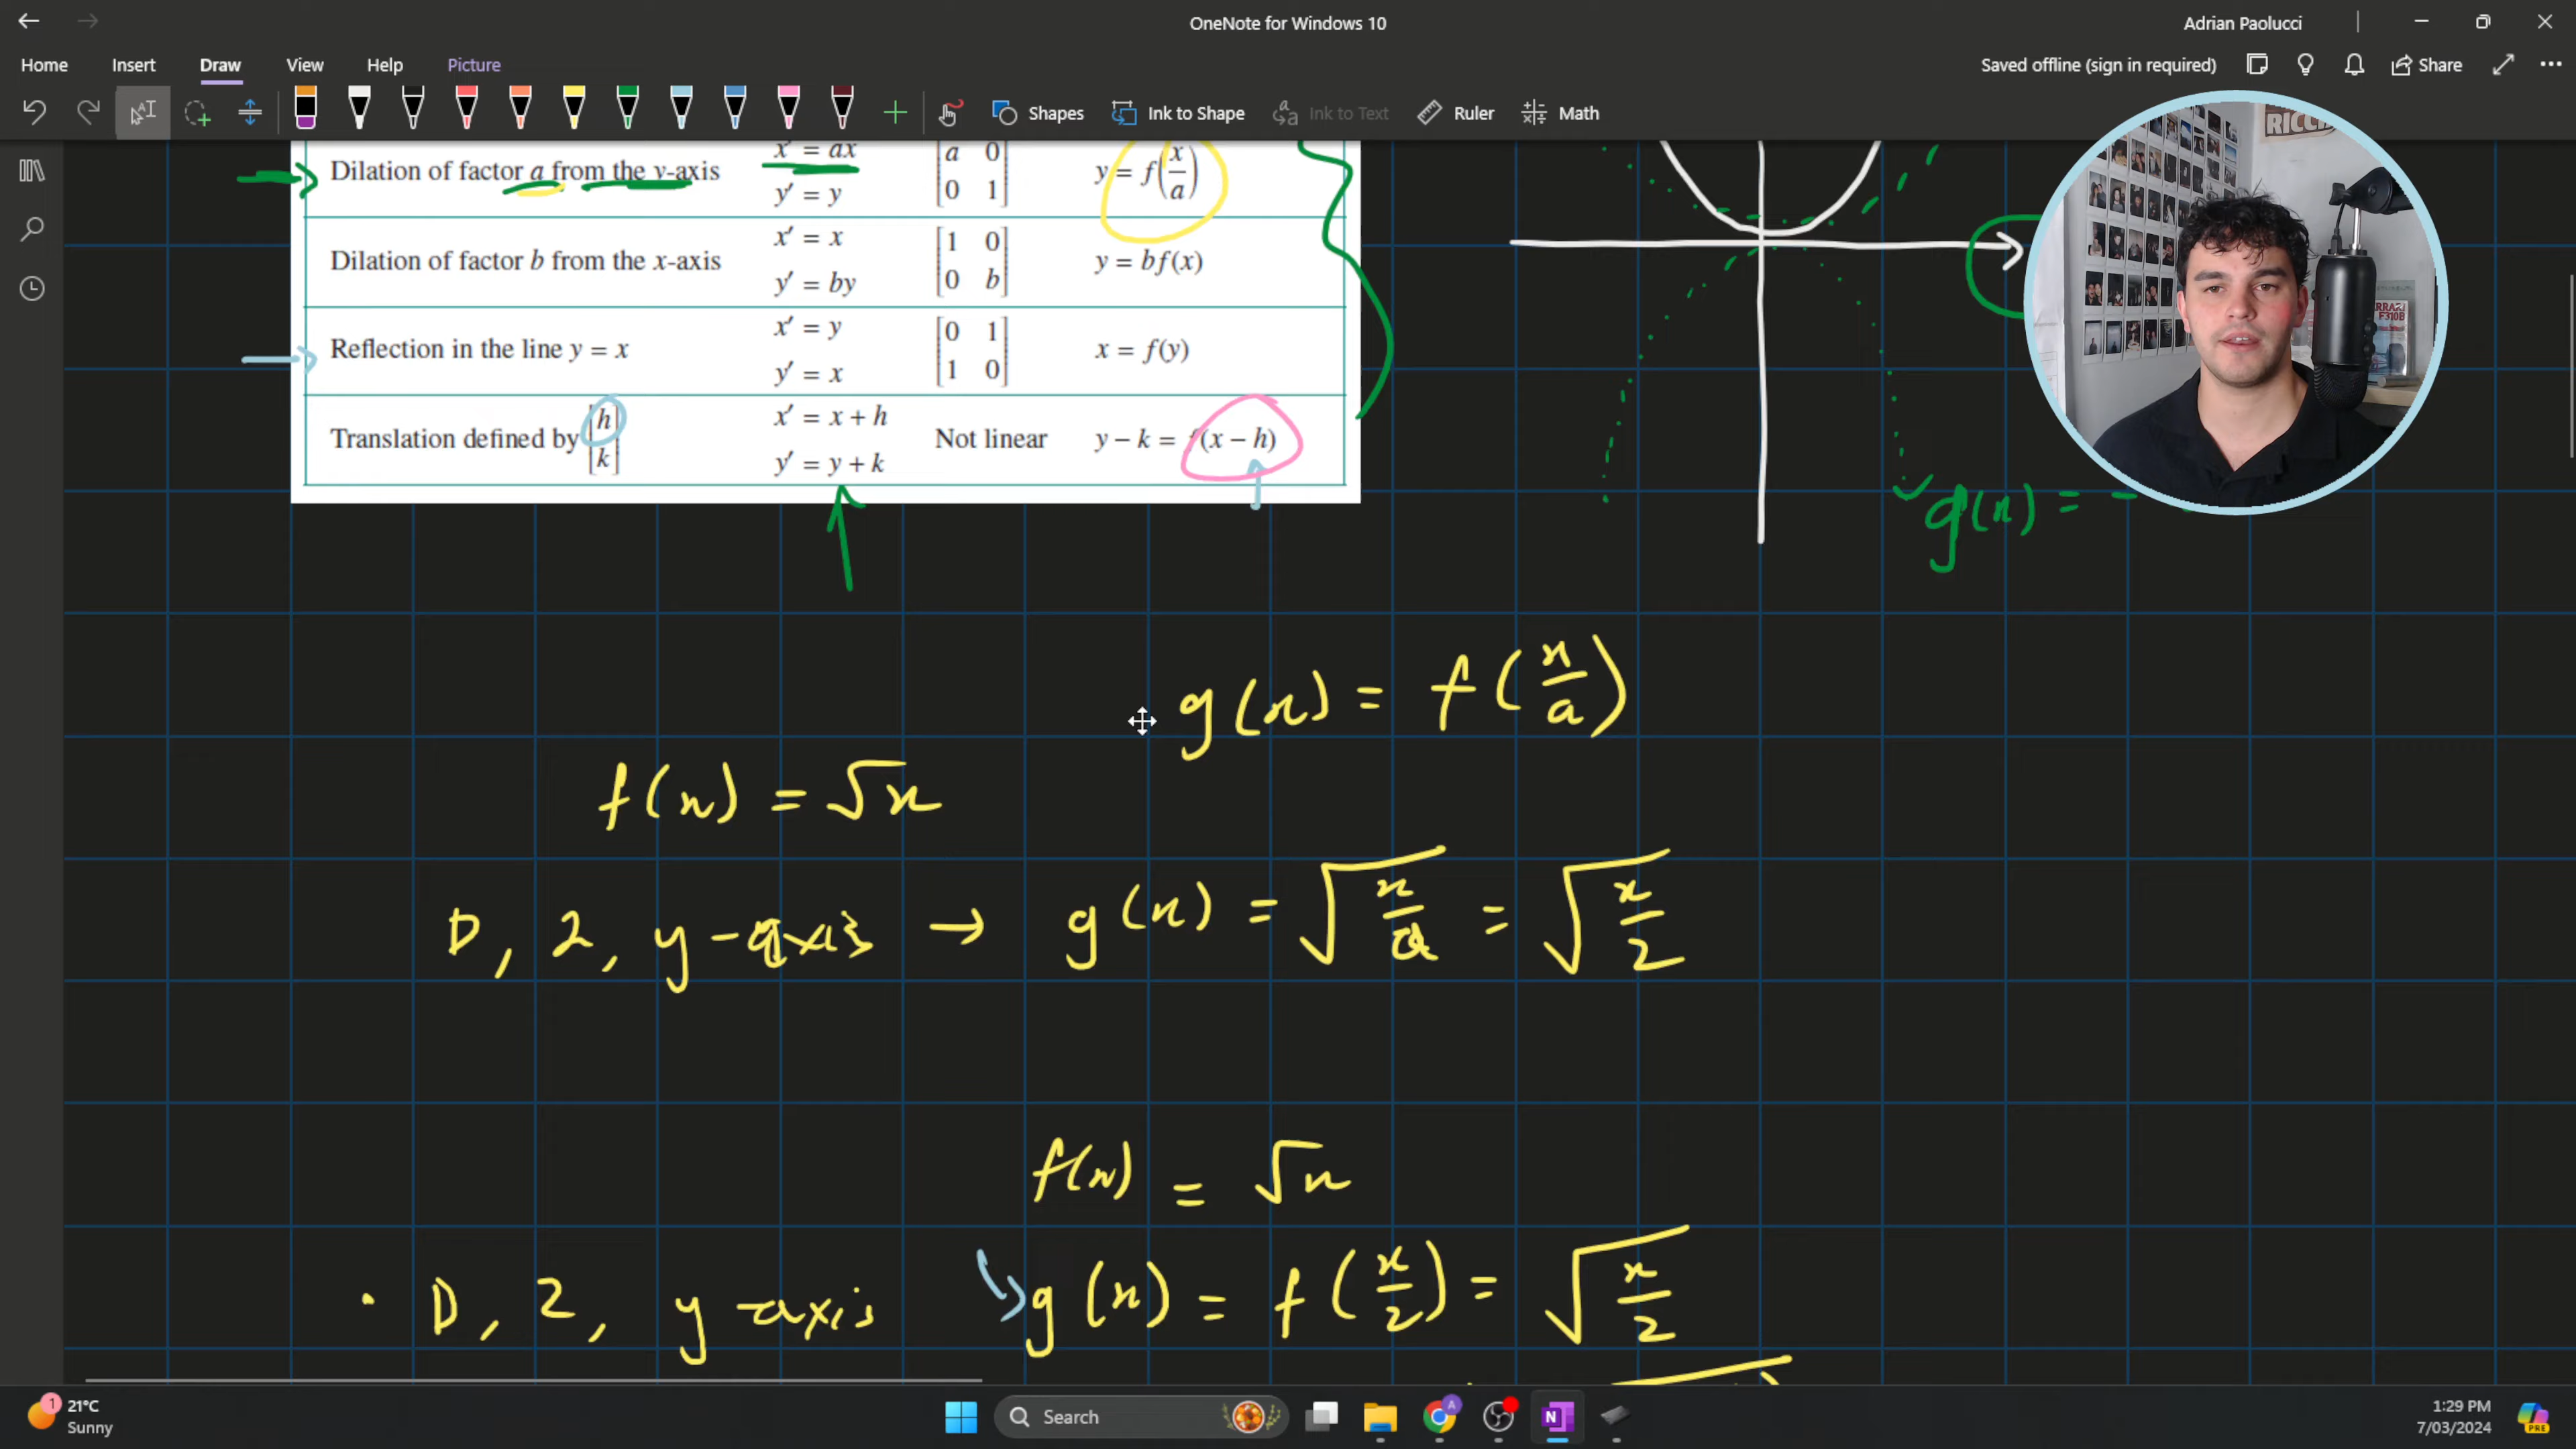 OneNote for Windows 10
Adrian Paolucci
Home Insert Draw View Help Picture
Saved offline (sign in required) Share
Shapes Ink to Shape Ink to Text Ruler Math
Dilation of factor a from the y-axis x′ = ax y′ = y [a 0 0 1] y = f(x/a)
Dilation of factor b from the x-axis x′ = x y′ = by [1 0 0 b] y = bf(x)
Reflection in the line y = x x′ = y y′ = x [0 1 1 0] x = f(y)
Translation defined by [h k] x′ = x + h y′ = y + k Not linear y − k = f(x − h)
g(x) =
g(x) = f(x/a)
f(x) = √x
D, 2, y-axis → g(x) = √(x/a) = √(x/2)
f(x) = √x
• D, 2, y-axis g(x) = f(x/2) = √(x/2)
1 21°C
Sunny
Search
1:29 PM
7/03/2024
PRE